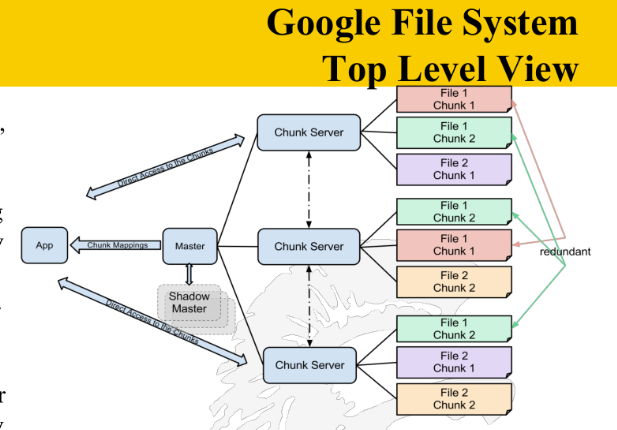 Google File System
Top Level View
File 1
Chunk 1
File 1
Chunk 2
File 2
Chunk 1
Chunk Server
Direct Access to the Chunks
File 1
Chunk 2
File 1
Chunk 1
File 2
Chunk 2
App
Chunk Mappings
Master
Chunk Server
redundant
Shadow
Master
Direct Access to the Chunks
File 1
Chunk 2
File 2
Chunk 1
File 2
Chunk 2
Chunk Server